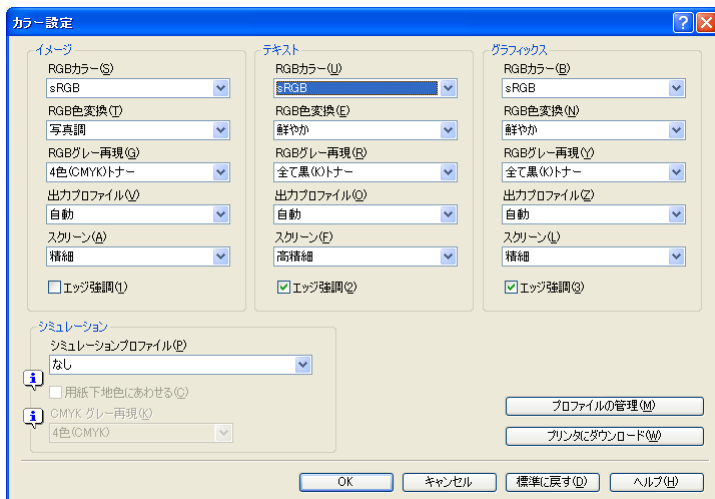 カラー設定
イメージ
RGBカラー(S)
sRGB
RGB色変換(T)
写真調
RGBグレー再現(G)
4色(CMYK)トナー
出力プロファイル(V)
自動
スクリーン(A)
精細
エッジ強調(1)
テキスト
RGBカラー(U)
sRGB
RGB色変換(E)
鮮やか
RGBグレー再現(R)
全て黒(K)トナー
出力プロファイル(O)
自動
スクリーン(F)
高精細
エッジ強調(2)
グラフィックス
RGBカラー(B)
sRGB
RGB色変換(N)
鮮やか
RGBグレー再現(Y)
全て黒(K)トナー
出力プロファイル(Z)
自動
スクリーン(L)
精細
エッジ強調(3)
シミュレーション
シミュレーションプロファイル(P)
なし
用紙下地色にあわせる(C)
CMYK グレー再現(K)
4色(CMYK)
プロファイルの管理(M)
プリンタにダウンロード(W)
OK
キャンセル
標準に戻す(D)
ヘルプ(H)